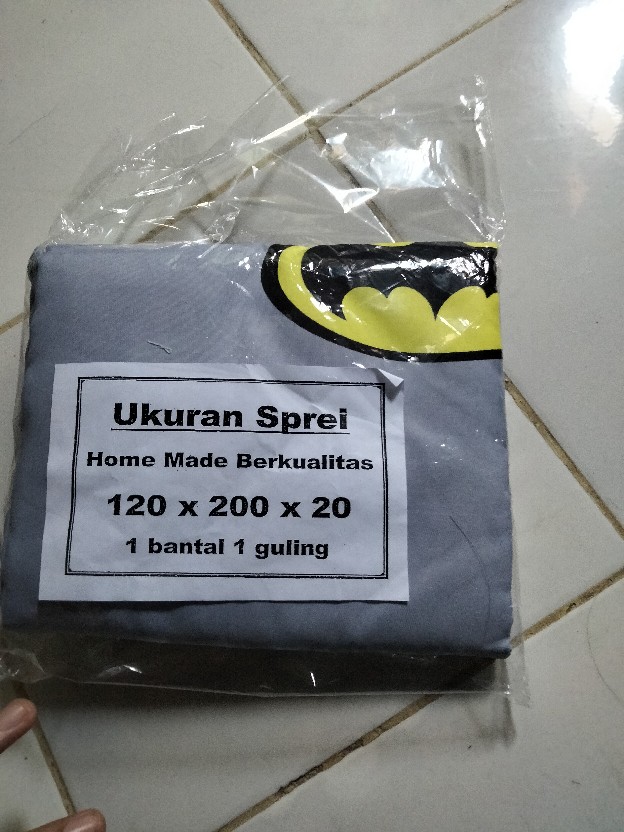 Ukuran Sprei
Home Made Berkualitas
120 x 200 x 20
1 bantal 1 guling